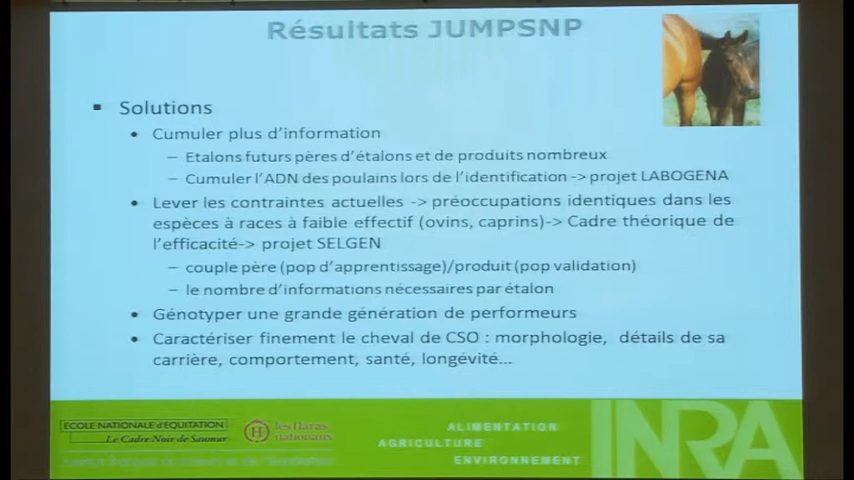 Résultats JUMPSNP
▪ Solutions
• Cumuler plus d'information
– Etalons futurs pères d'étalons et de produits nombreux
– Cumuler l'ADN des poulains lors de l'identification -> projet LABOGENA
• Lever les contraintes actuelles -> préoccupations identiques dans les
espèces à races à faible effectif (ovins, caprins)-> Cadre théorique de
l'efficacité-> projet SELGEN
– couple père (pop d'apprentissage)/produit (pop validation)
– le nombre d'informations nécessaires par étalon
• Génotyper une grande génération de performeurs
• Caractériser finement le cheval de CSO : morphologie, détails de sa
carrière, comportement, santé, longévité...
ECOLE NATIONALE d'EQUITATION
Le Cadre Noir de Saumur
H les Haras
nationaux
ALIMENTATION
AGRICULTURE
ENVIRONNEMENT
INRA